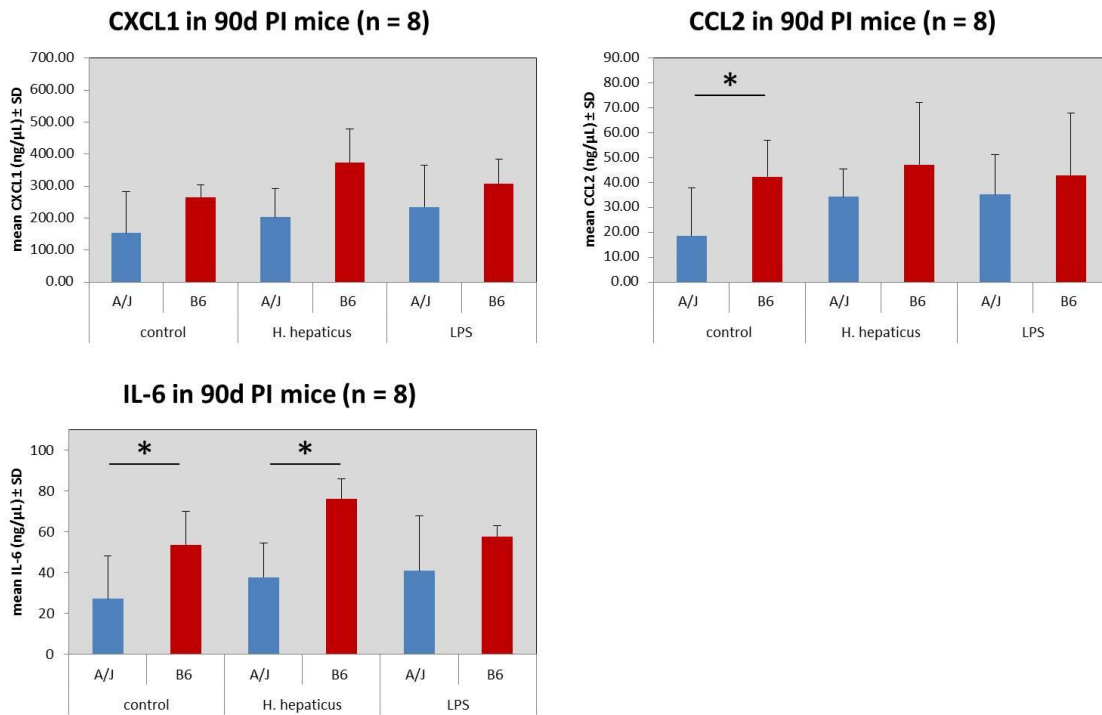 CXCL1 in 90d PI mice (n = 8)
mean CXCL1 (ng/µL) ± SD
700.00
600.00
500.00
400.00
300.00
200.00
100.00
0.00
A/J B6 A/J B6 A/J B6
control H. hepaticus LPS
CCL2 in 90d PI mice (n = 8)
mean CCL2 (ng/µL) ± SD
90.00
80.00
70.00
60.00
50.00
40.00
30.00
20.00
10.00
0.00
*
A/J B6 A/J B6 A/J B6
control H. hepaticus LPS
IL-6 in 90d PI mice (n = 8)
mean IL-6 (ng/µL) ± SD
100
80
60
40
20
0
* *
A/J B6 A/J B6 A/J B6
control H. hepaticus LPS